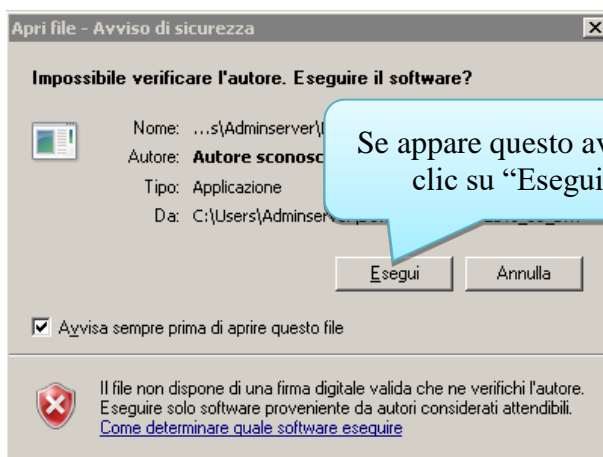 Apri file - Avviso di sicurezza
Impossibile verificare l'autore. Eseguire il software?
Nome: ...s\Adminserver\
Autore: Autore
Tipo: Applicazione
Da: C:\Users\
Se appare questo
clic su “Esegui
Esegui Annulla
Avvisa sempre prima di aprire questo file
Il file non dispone di una firma digitale valida che ne verifichi l'autore.
Eseguire solo software proveniente da autori considerati attendibili.
Come determinare quale software eseguire